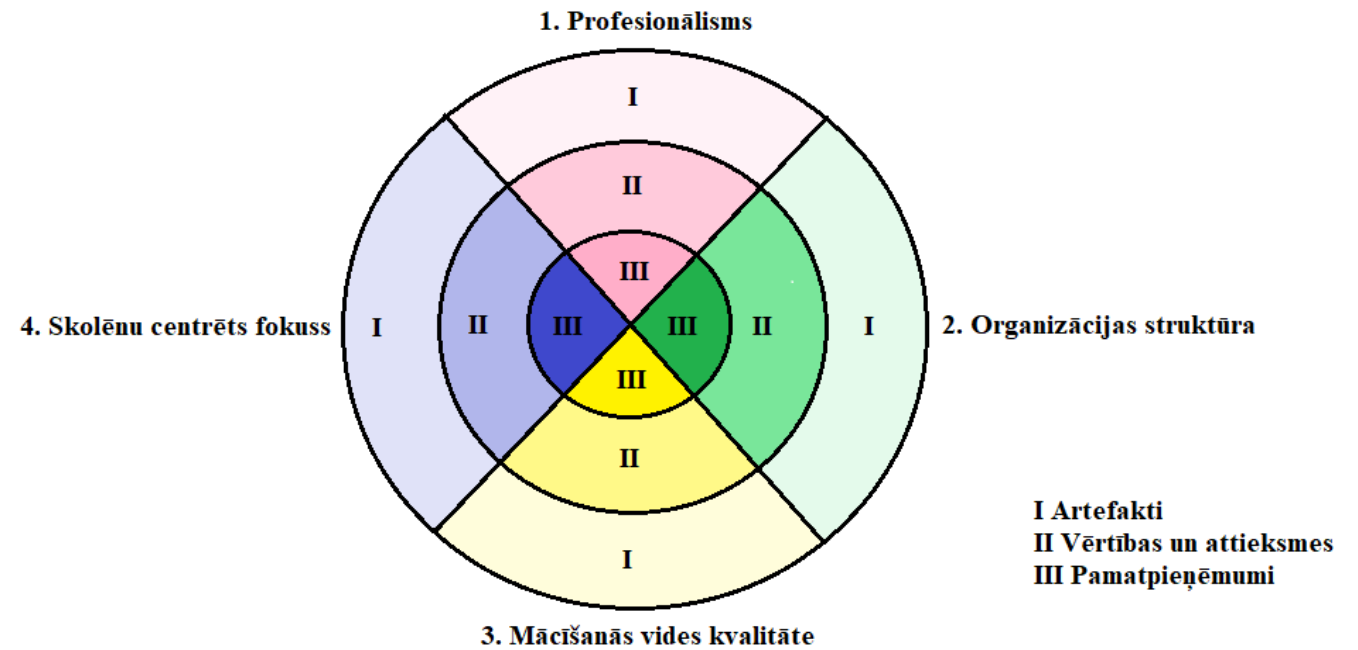 1. Profesionālisms
I
II
III
4. Skolēnu centrēts fokuss
I
II
III
III
II
I
2. Organizācijas struktūra
III
II
I
I Artefakti
II Vērtības un attieksmes
III Pamatpieņēmumi
3. Mācīšanās vides kvalitāte